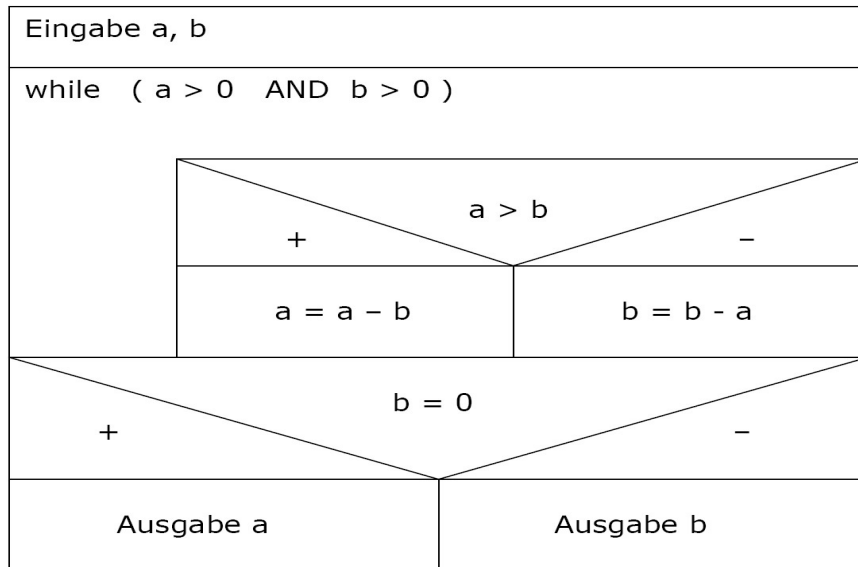 Eingabe a, b
while ( a > 0 AND b > 0 )
a > b
+ –
a = a – b b = b - a
b = 0
+ –
Ausgabe a Ausgabe b